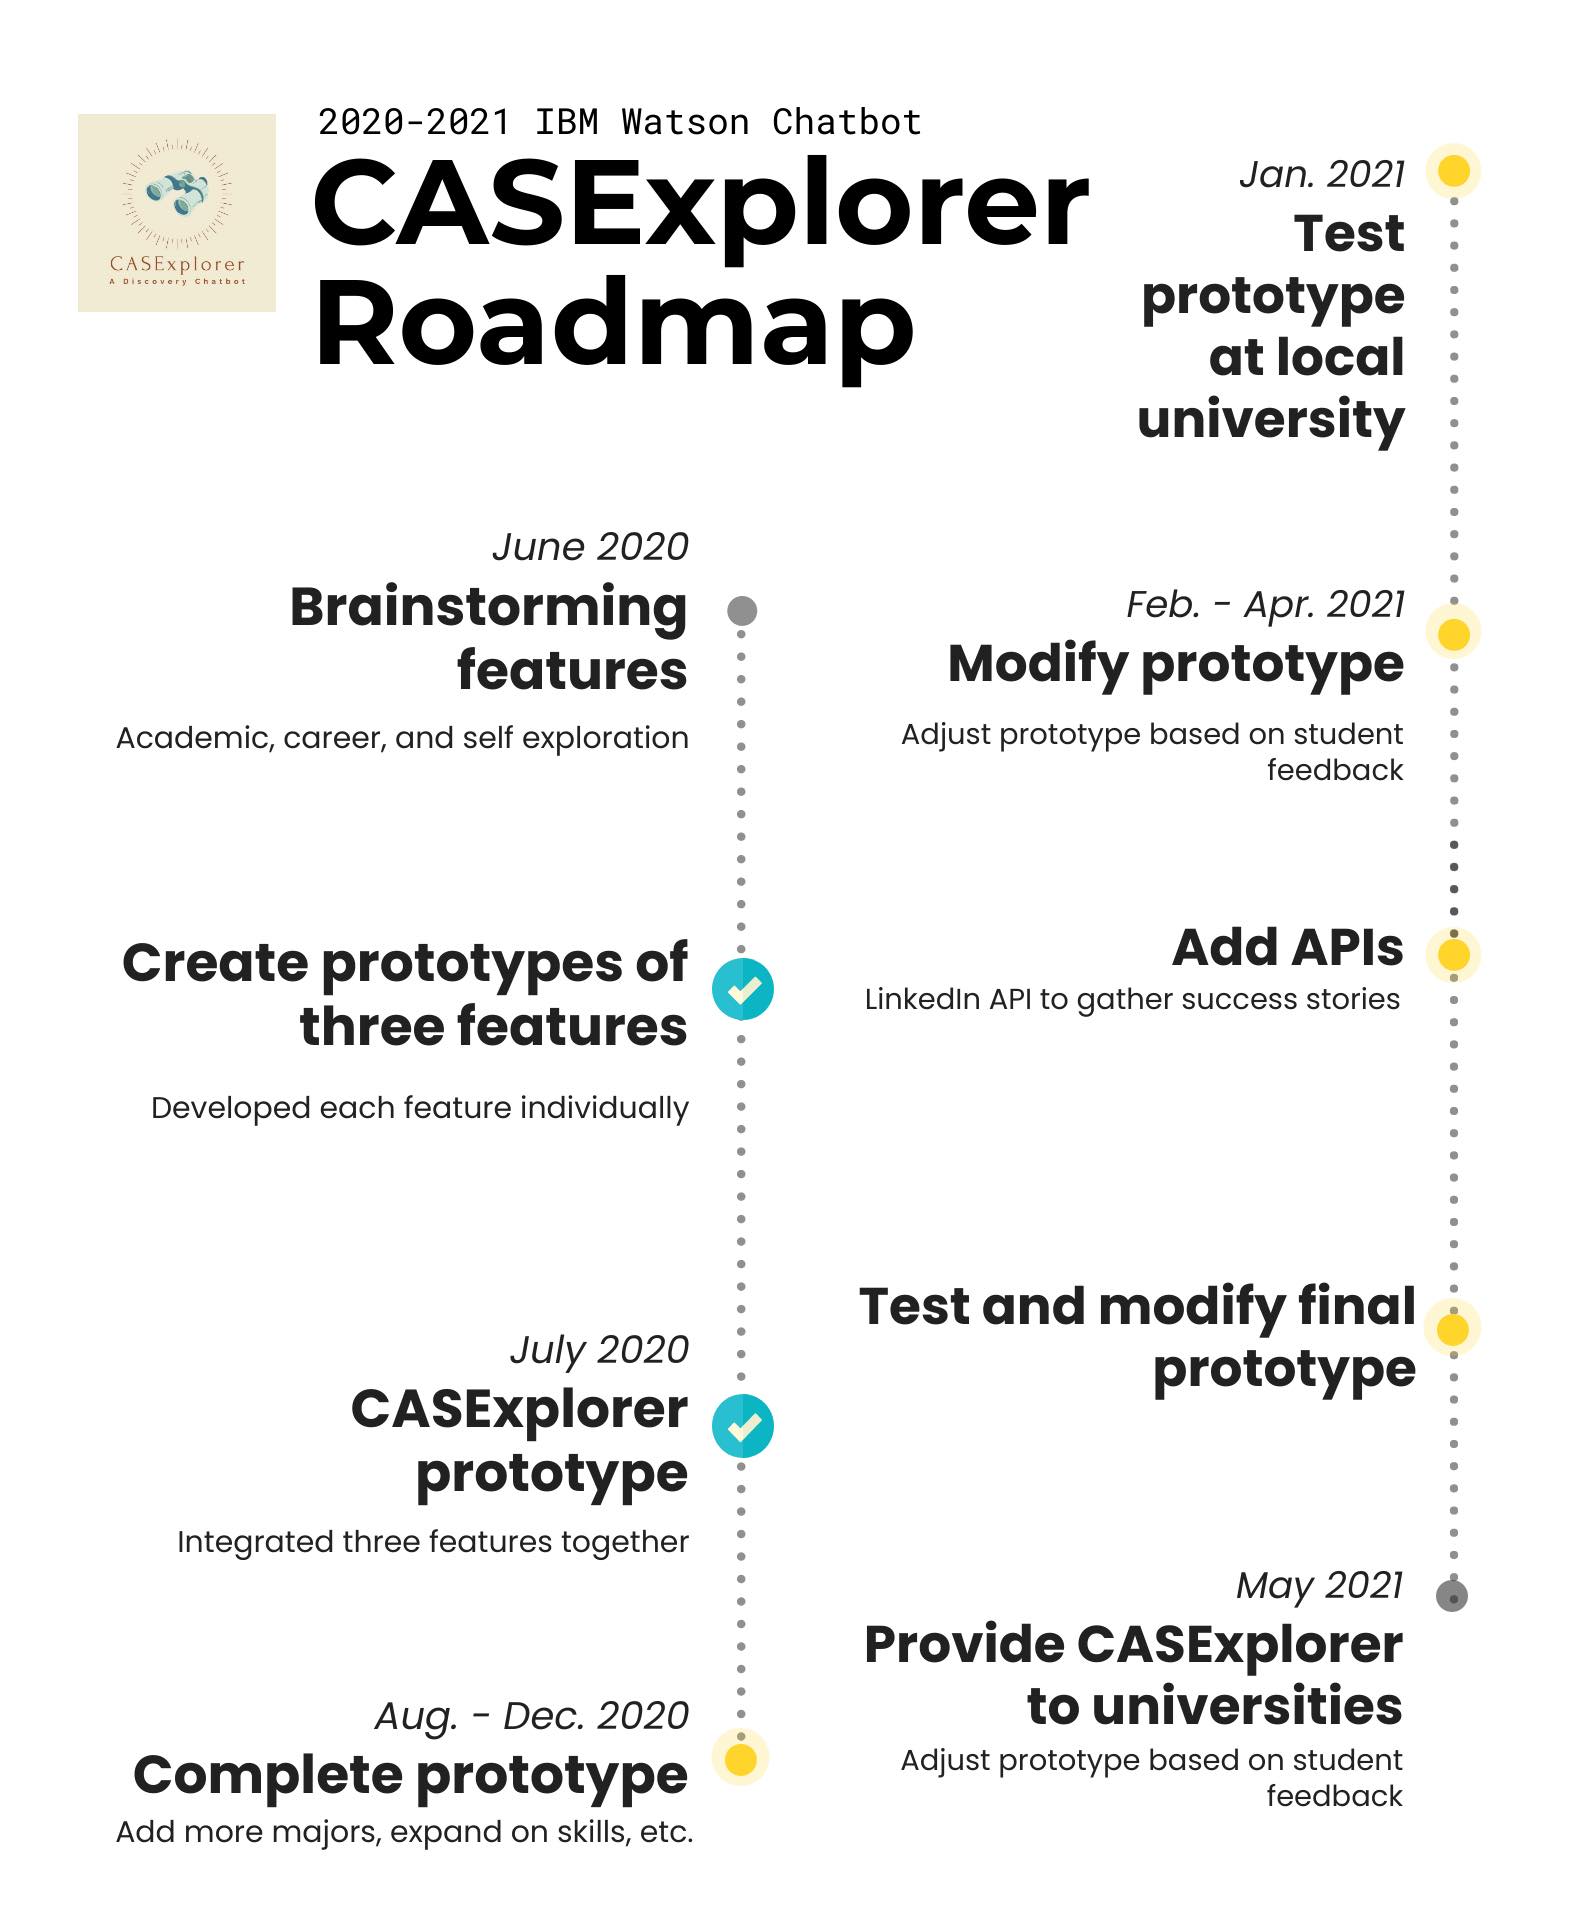 2020-2021 IBM Watson Chatbot
CASExplorer
Roadmap
CASExplorer
A Discovery Chatbot
June 2020
Brainstorming
features
Academic, career, and self exploration
Create prototypes of
three features
Developed each feature individually
July 2020
CASExplorer
prototype
Integrated three features together
Aug. - Dec. 2020
Complete prototype
Add more majors, expand on skills, etc.
Jan. 2021
Test
prototype
at local
university
Feb. - Apr. 2021
Modify prototype
Adjust prototype based on student
feedback
Add APIs
LinkedIn API to gather success stories
Test and modify final
prototype
May 2021
Provide CASExplorer
to universities
Adjust prototype based on student
feedback